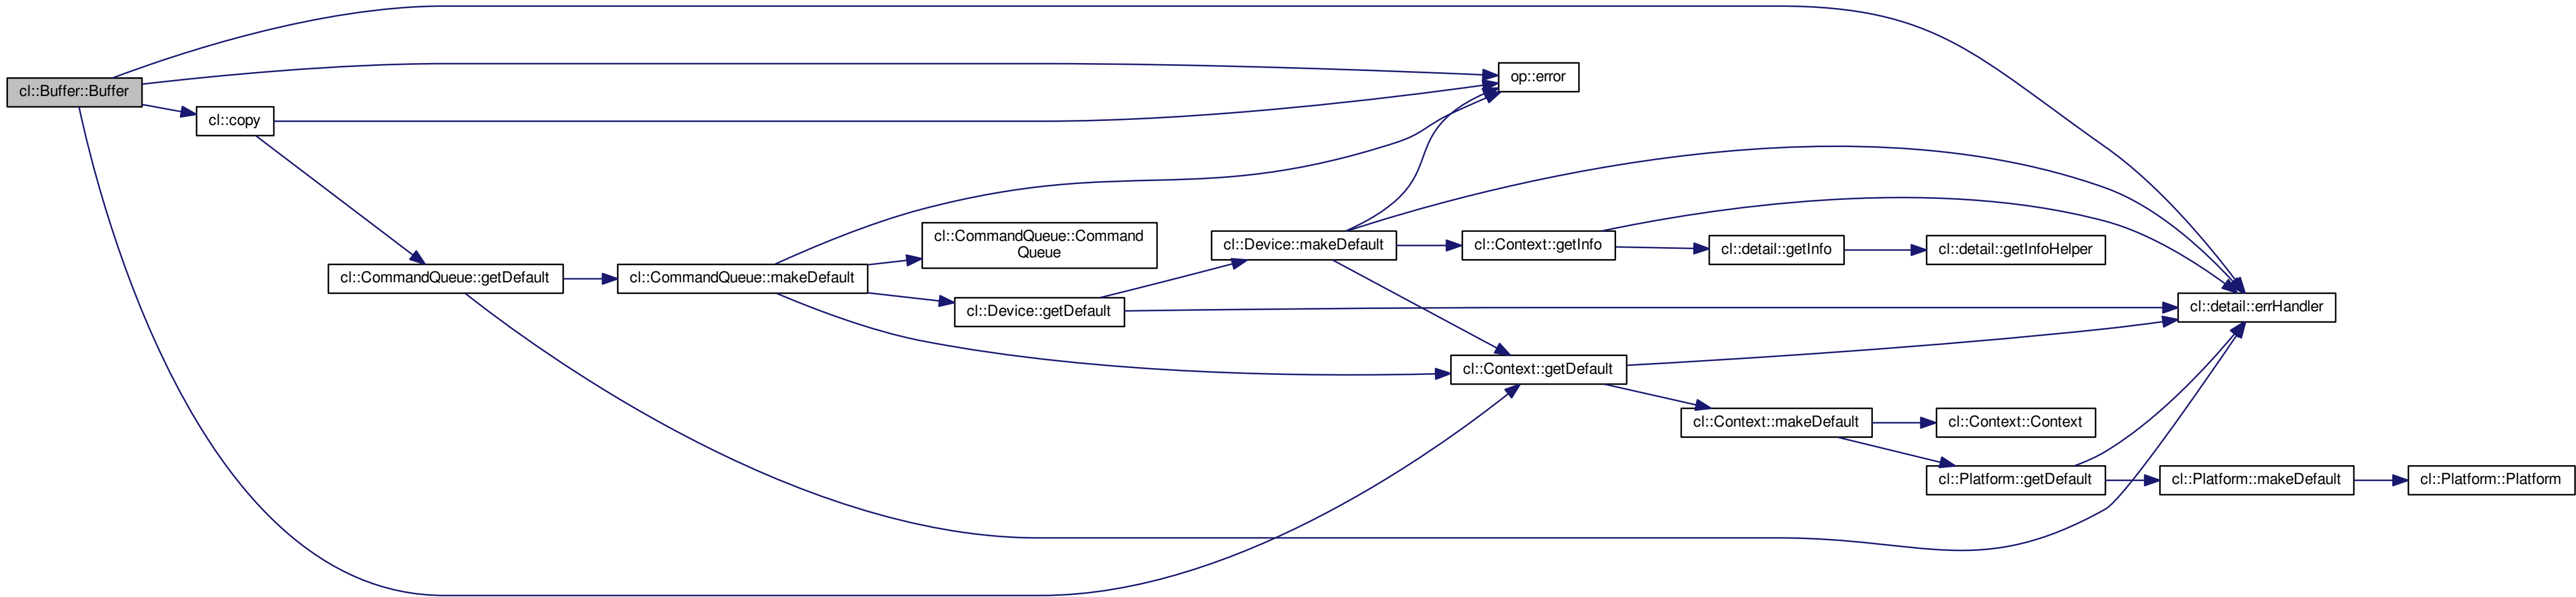 cl::Buffer::Buffer
cl::copy
cl::CommandQueue::getDefault
cl::CommandQueue::makeDefault
cl::CommandQueue::Command
Queue
cl::Device::getDefault
cl::Device::makeDefault
op::error
cl::Context::getInfo
cl::Context::getDefault
cl::detail::getInfo
cl::Context::makeDefault
cl::detail::getInfoHelper
cl::Context::Context
cl::Platform::getDefault
cl::detail::errHandler
cl::Platform::makeDefault
cl::Platform::Platform